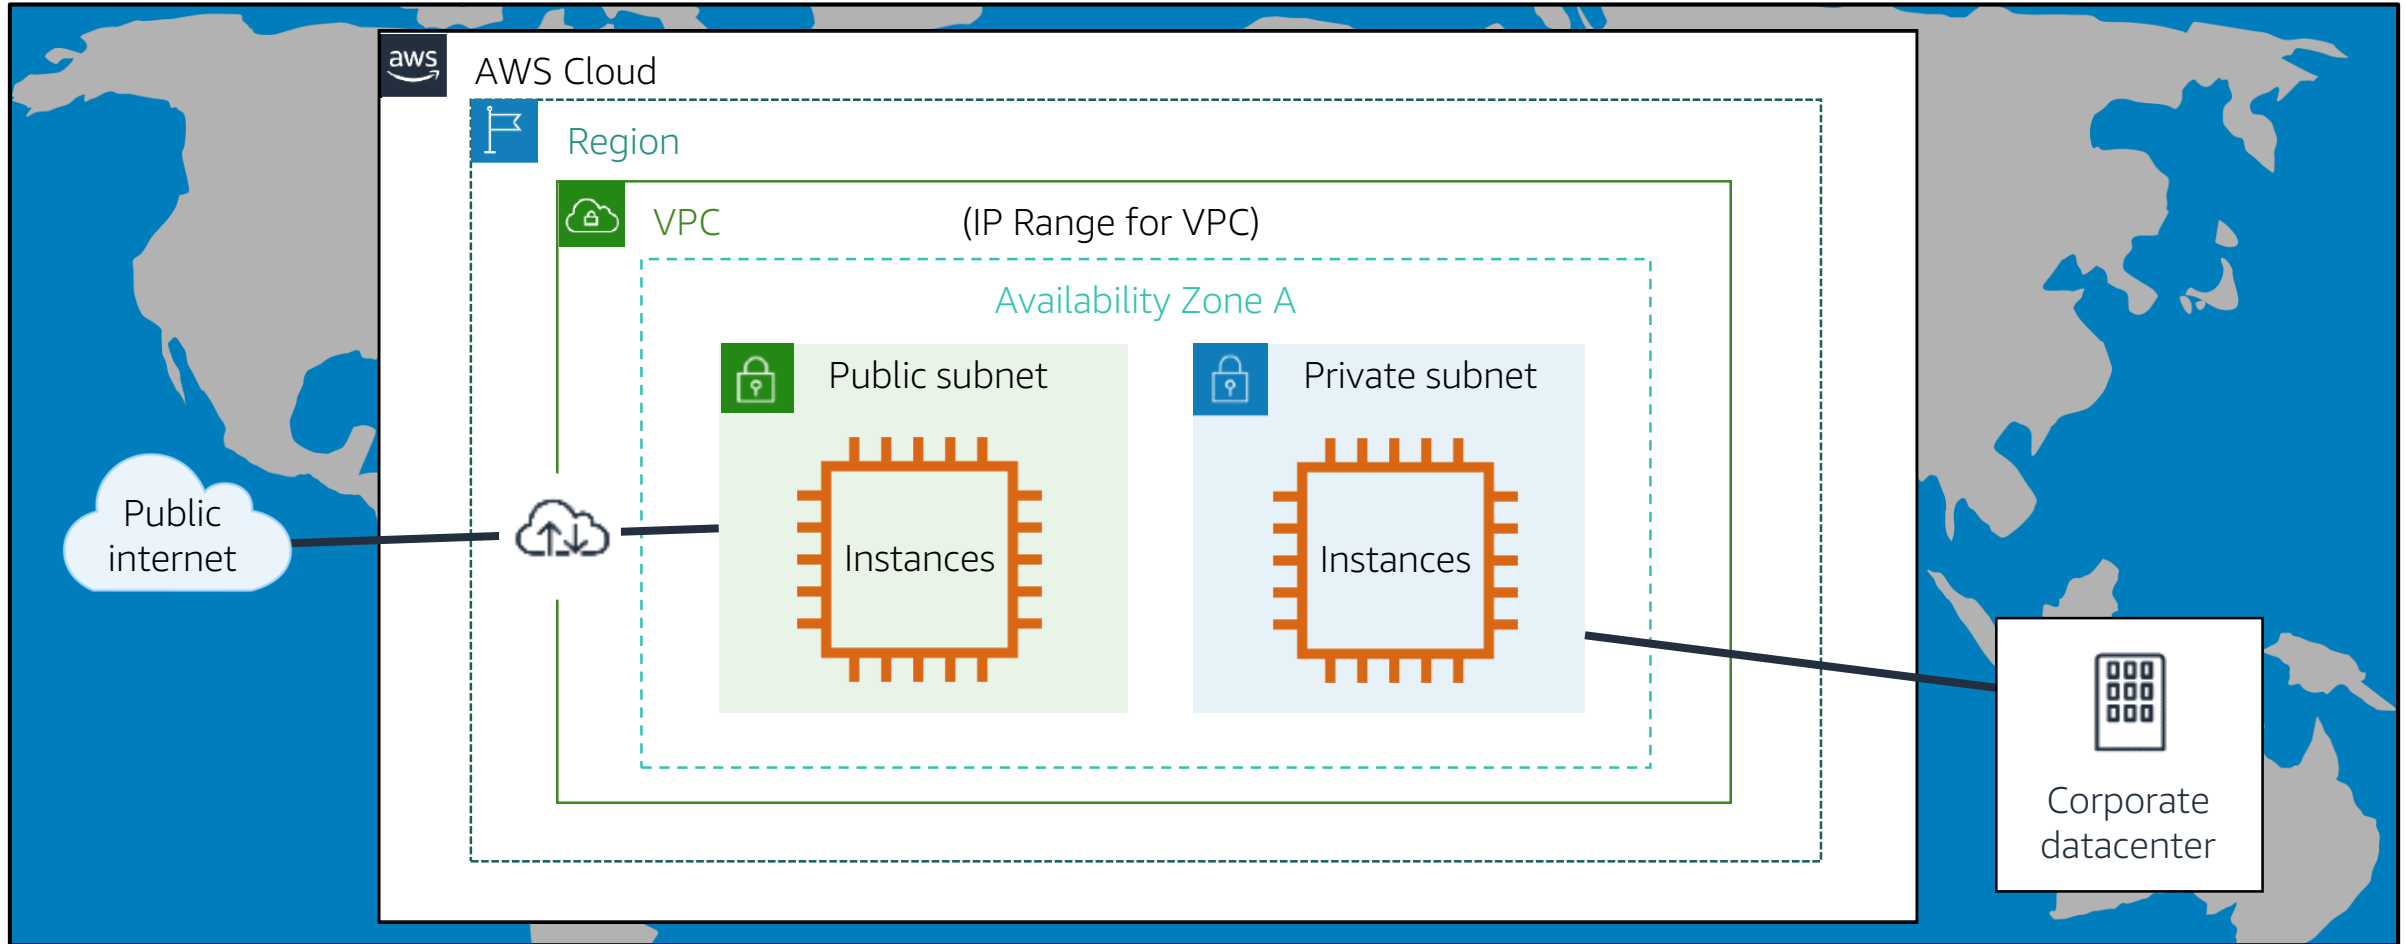 aws
AWS Cloud
Region
VPC
(IP Range for VPC)
Availability Zone A
Public subnet
Private subnet
Public
internet
Instances
Instances
Corporate
datacenter